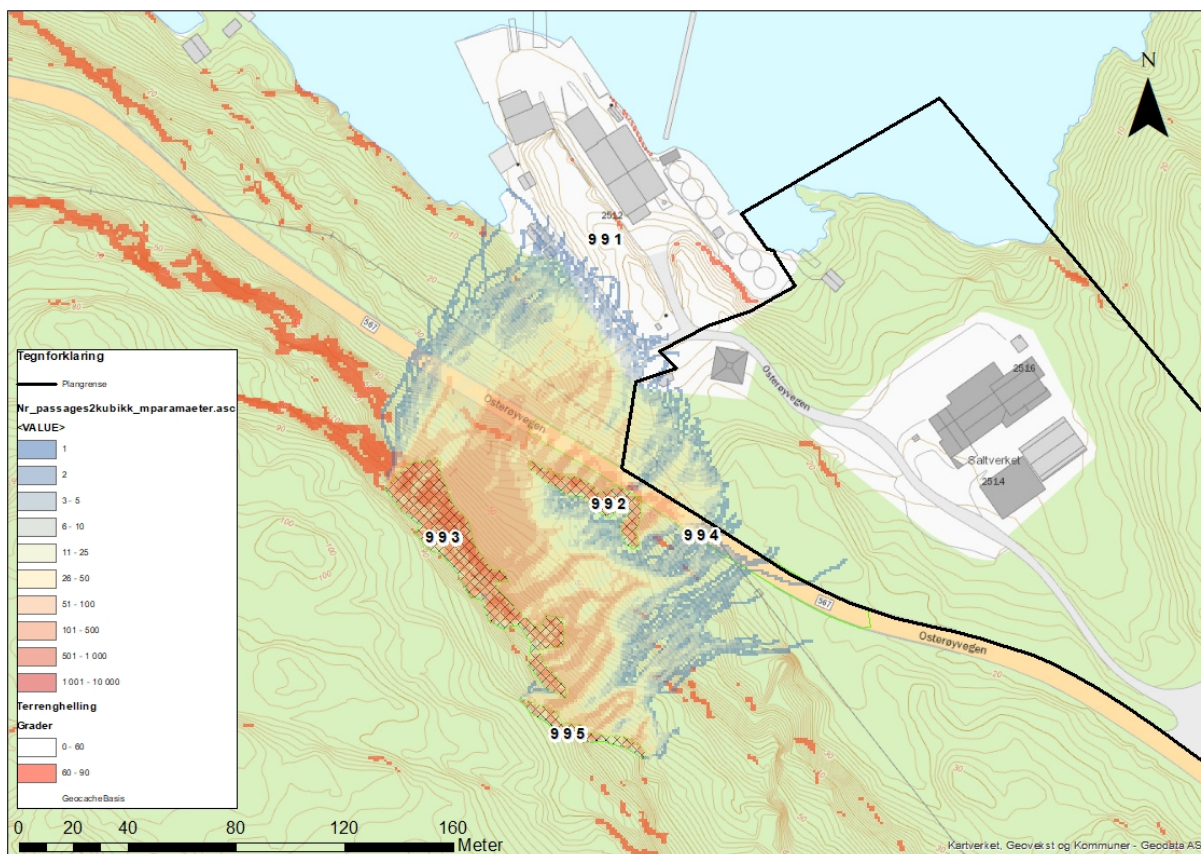 N
2512
991
567
Osterøyvegen
Osterøyvegen
2516
Saltverket
2514
992
993
994
567
Osterøyvegen
995
Tegnforklaring
Plangrense
Nr_passages2kubikk_mparamaeter.asc
<VALUE>
1
2
3 - 5
6 - 10
11 - 25
26 - 50
51 - 100
101 - 500
501 - 1 000
1 001 - 10 000
Terrenghelling
Grader
0 - 60
60 - 90
GeocacheBasis
0 20 40 80 120 160
Meter
Kartverket, Geovekst og Kommuner - Geodata AS